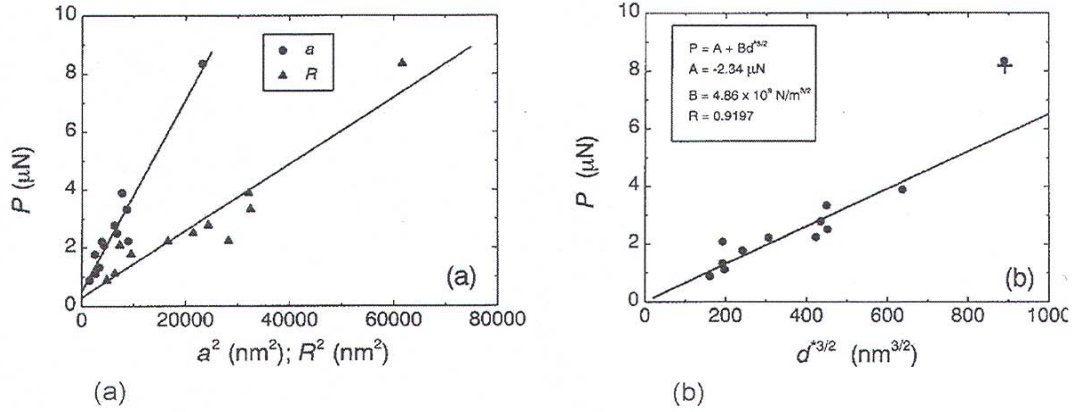 10
8
6
4
2
0
P (μN)
a
R
(a)
0
20000
40000
60000
80000
a² (nm²); R² (nm²)
(a)
10
8
6
4
2
0
P (μN)
P = A + Bd*3/2
A = -2.34 μN
B = 4.86 x 10⁹ N/m3/2
R = 0.9197
(b)
0
200
400
600
800
1000
d*3/2 (nm3/2)
(b)